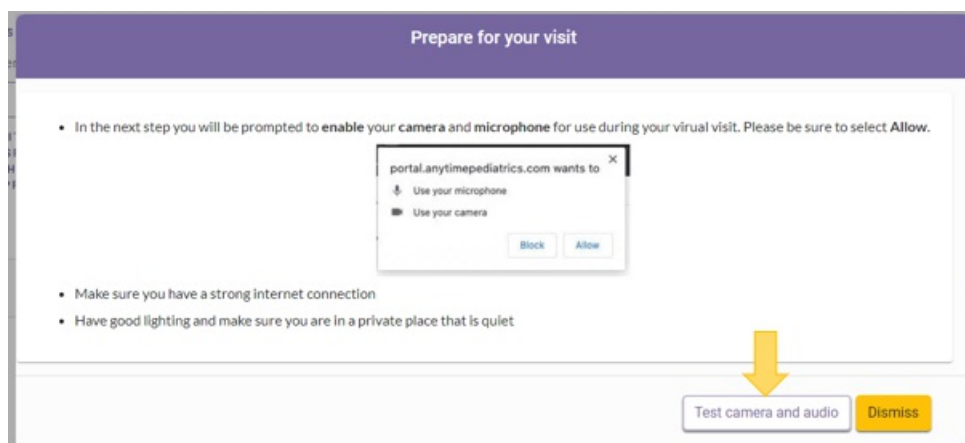 Prepare for your visit
In the next step you will be prompted to enable your camera and microphone for use during your virual visit. Please be sure to select Allow.
portal.anytimepediatrics.com wants to
Use your microphone
Use your camera
Block Allow
Make sure you have a strong internet connection
Have good lighting and make sure you are in a private place that is quiet
Test camera and audio Dismiss